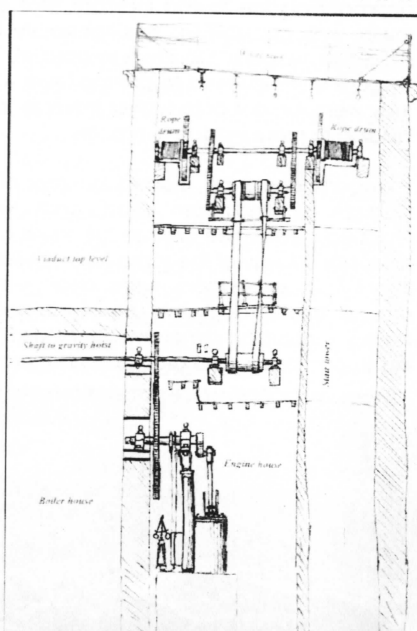 Rope
drum
Rope drum
Viaduct top level
Shaft to gravity hoist
Stair tower
Engine house
Boiler house